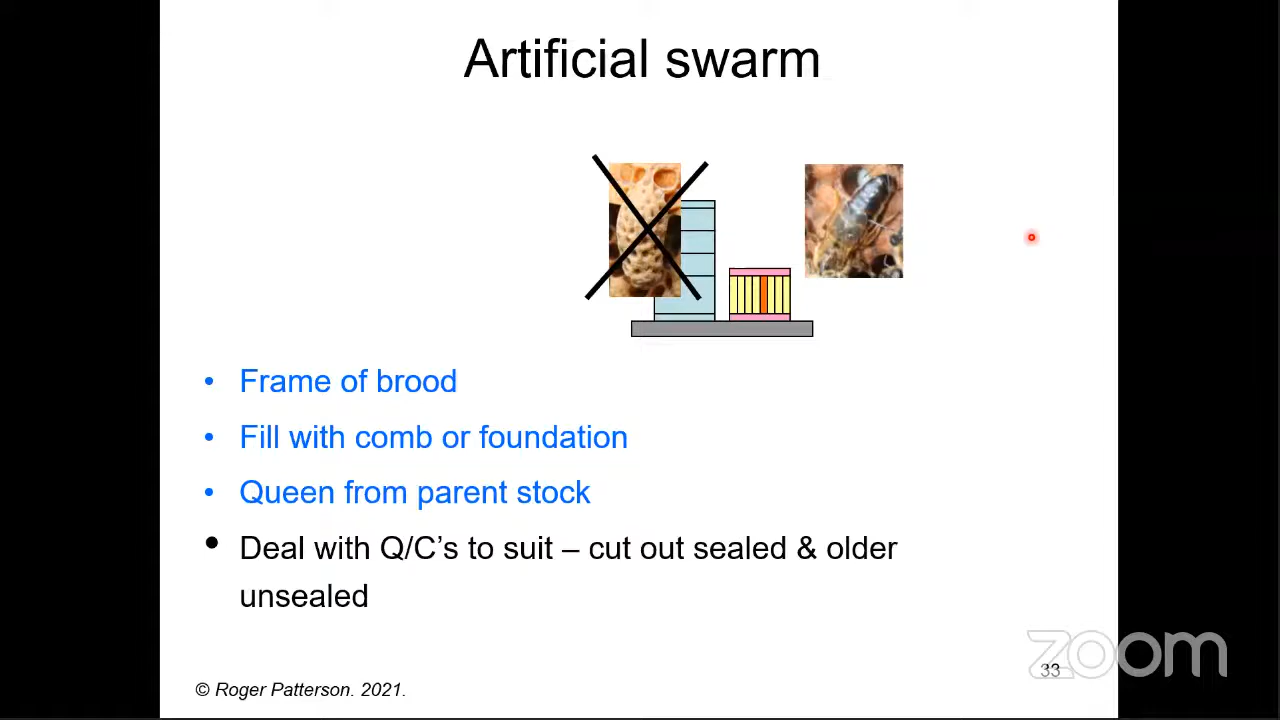 Artificial swarm
• Frame of brood
• Fill with comb or foundation
• Queen from parent stock
• Deal with Q/C’s to suit – cut out sealed & older
unsealed
© Roger Patterson. 2021.
33
zoom